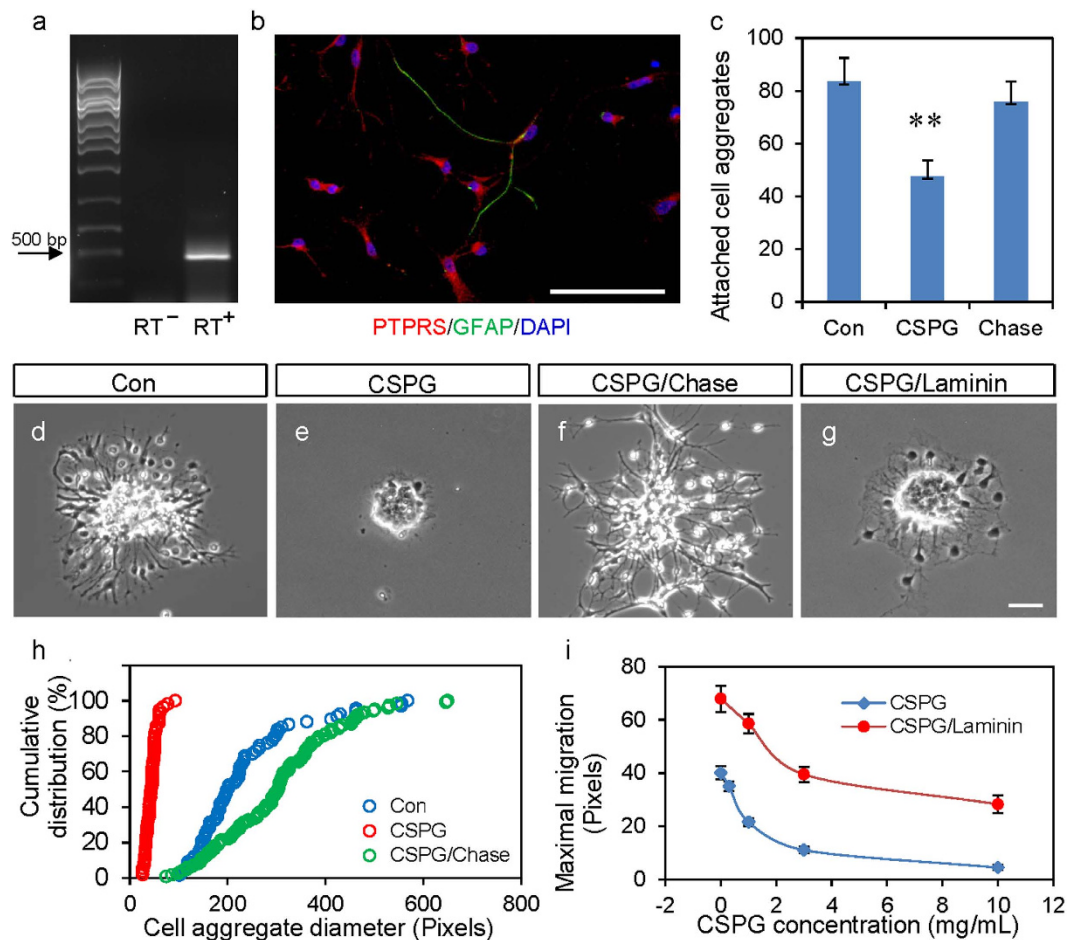 a
500 bp
RT⁻ RT⁺
b
PTPRS/GFAP/DAPI
c
Attached cell aggregates
100
80
60
40
20
0
**
Con CSPG Chase
Con
CSPG
CSPG/Chase
CSPG/Laminin
d
e
f
g
h
Cumulative
distribution (%)
100
80
60
40
20
0
Con
CSPG
CSPG/Chase
0 200 400 600 800
Cell aggregate diameter (Pixels)
i
Maximal migration
(Pixels)
80
60
40
20
0
CSPG
CSPG/Laminin
-2 0 2 4 6 8 10 12
CSPG concentration (mg/mL)